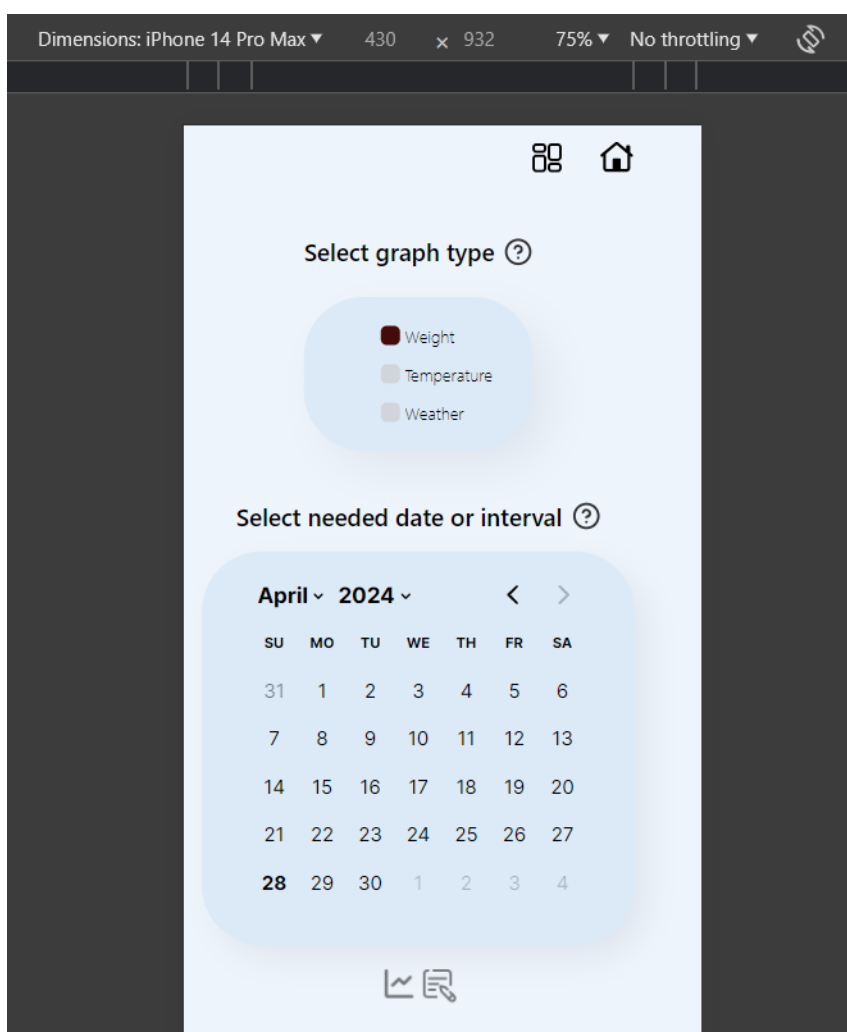 Dimensions: iPhone 14 Pro Max ▼ 430 × 932 75% ▼ No throttling ▼
Select graph type ?
Weight
Temperature
Weather
Select needed date or interval ?
April 2024
SU MO TU WE TH FR SA
31 1 2 3 4 5 6
7 8 9 10 11 12 13
14 15 16 17 18 19 20
21 22 23 24 25 26 27
28 29 30 1 2 3 4